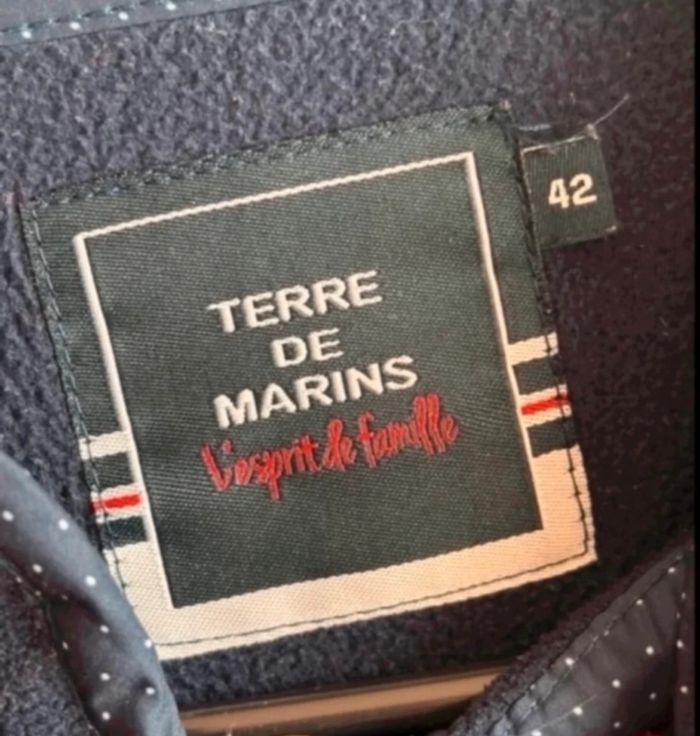 42
TERRE
DE
MARINS
L'esprit de famille